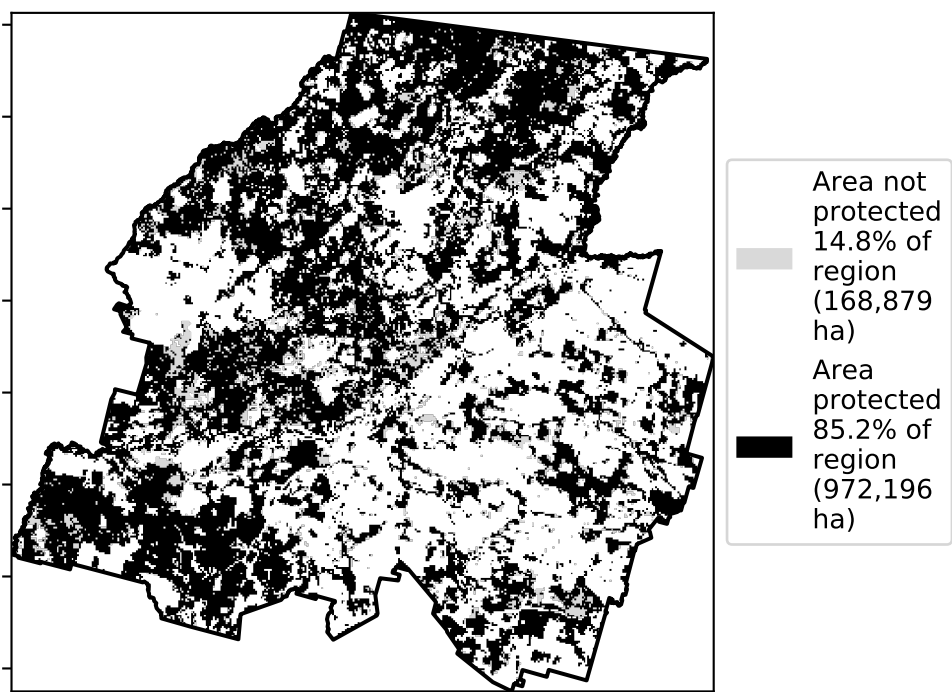 Area not
protected
14.8% of
region
(168,879
ha)
Area
protected
85.2% of
region
(972,196
ha)